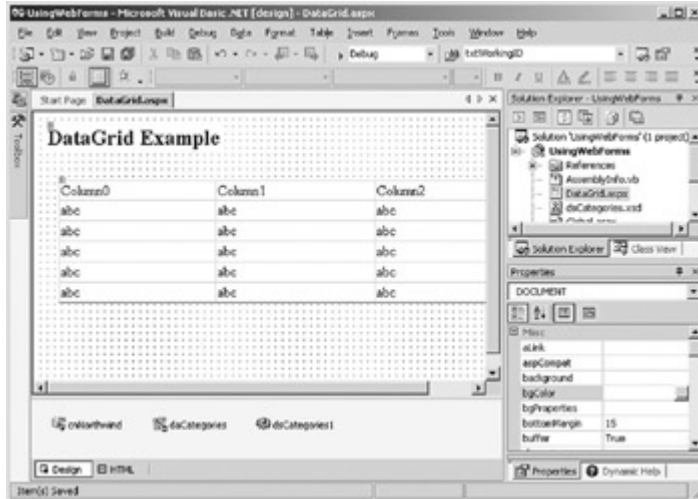 UsingWebForms - Microsoft Visual Basic .NET [design] - DataGrid.aspx
File Edit View Project Build Debug Data Format Table Insert Frames Tools Window Help
Debug txtWorkingID
B I U
Start Page DataGrid.aspx
Toolbox
DataGrid Example
Column0 Column1 Column2
abc abc abc
abc abc abc
abc abc abc
abc abc abc
abc abc abc
cnNorthwind daCategories dsCategories1
Design HTML
Item(s) Saved
Solution Explorer - UsingWebForms
Solution 'UsingWebForms' (1 project)
UsingWebForms
References
AssemblyInfo.vb
DataGrid.aspx
dsCategories.xsd
Global.asax
Solution Explorer Class View
Properties
DOCUMENT
Misc
aLink
aspCompat
background
bgColor
bgProperties
bottomMargin 15
buffer True
Properties Dynamic Help